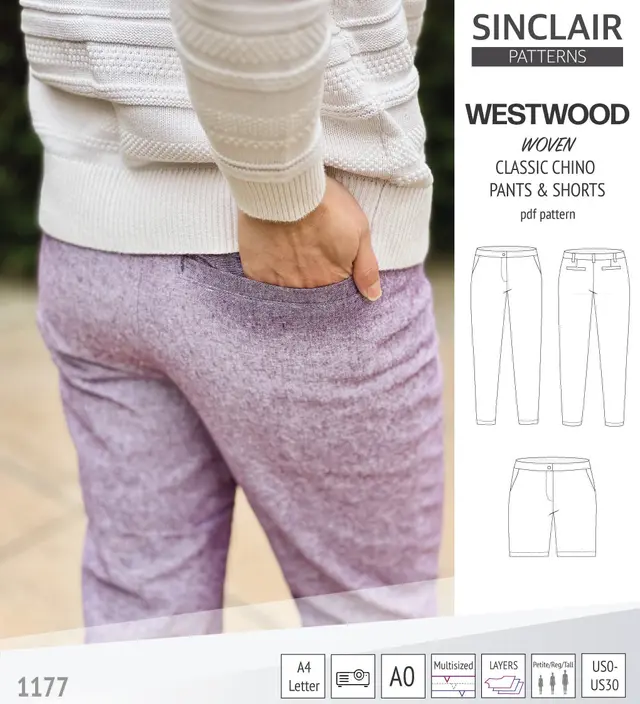 SINCLAIR
PATTERNS
WESTWOOD
WOVEN
CLASSIC CHINO
PANTS & SHORTS
pdf pattern
1177
A4
Letter
A0
Multisized
LAYERS
Petite/Reg/Tall
US0-
US30